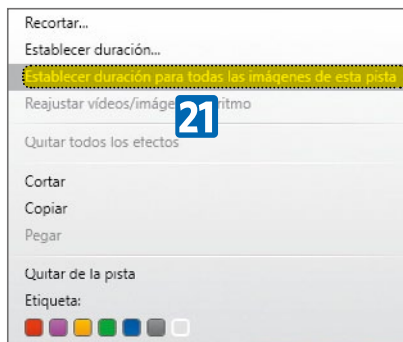 Recortar...
Establecer duración...
Establecer duración para todas las imágenes de esta pista
Reajustar vídeos/imáge ritmo
21
Quitar todos los efectos
Cortar
Copiar
Pegar
Quitar de la pista
Etiqueta: